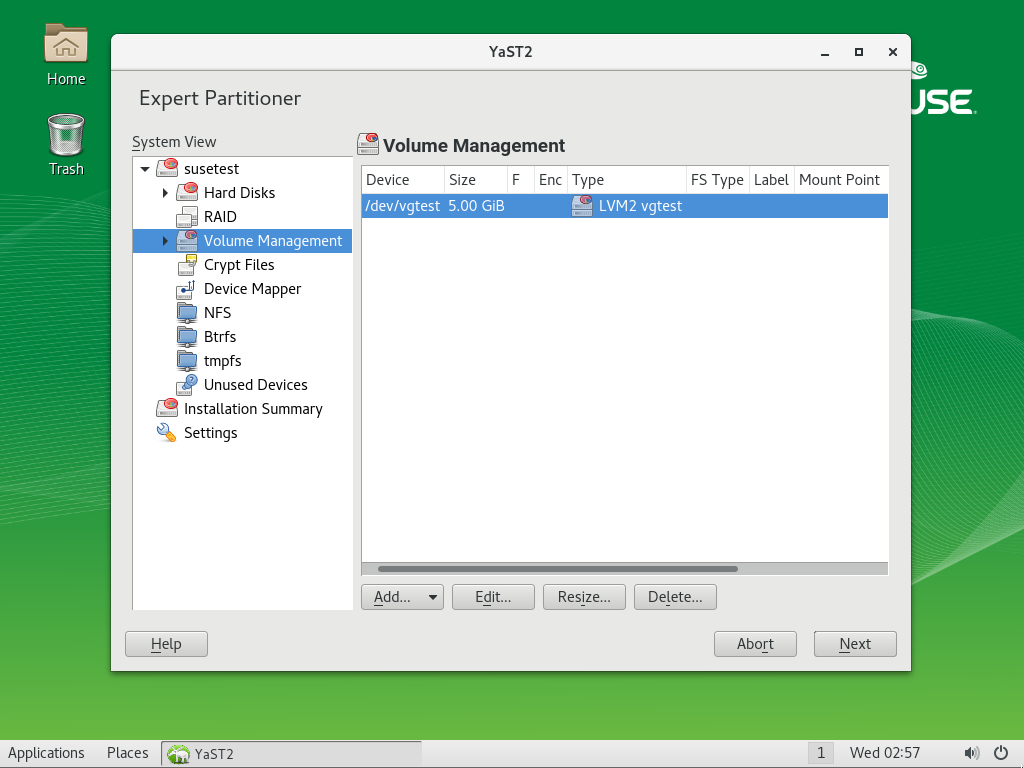 Home
Trash
YaST2
USE.
Expert Partitioner
System View
susetest
Hard Disks
RAID
Volume Management
Crypt Files
Device Mapper
NFS
Btrfs
tmpfs
Unused Devices
Installation Summary
Settings
Volume Management
Device Size F Enc Type FS Type Label Mount Point
/dev/vgtest 5.00 GiB LVM2 vgtest
Add... Edit... Resize... Delete...
Help Abort Next
Applications Places YaST2 1 Wed 02:57